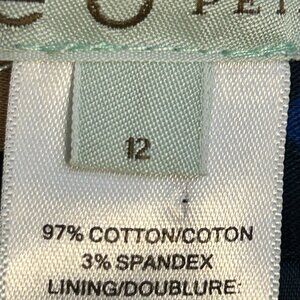 12
97% COTTON/COTON
3% SPANDEX
LINING/DOUBLURE: